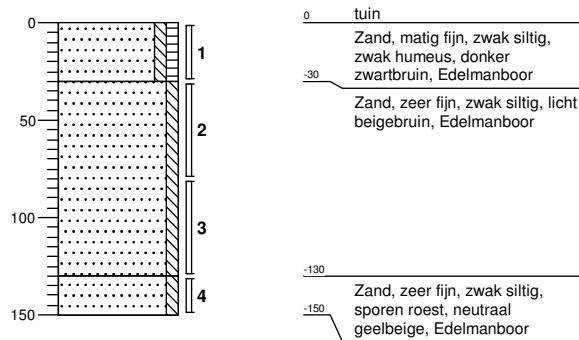 0
50
100
150
1
2
3
4
0 tuin
Zand, matig fijn, zwak siltig,
zwak humeus, donker
zwartbruin, Edelmanboor
-30
Zand, zeer fijn, zwak siltig, licht
beigebruin, Edelmanboor
-130
Zand, zeer fijn, zwak siltig,
sporen roest, neutraal
-150
geelbeige, Edelmanboor